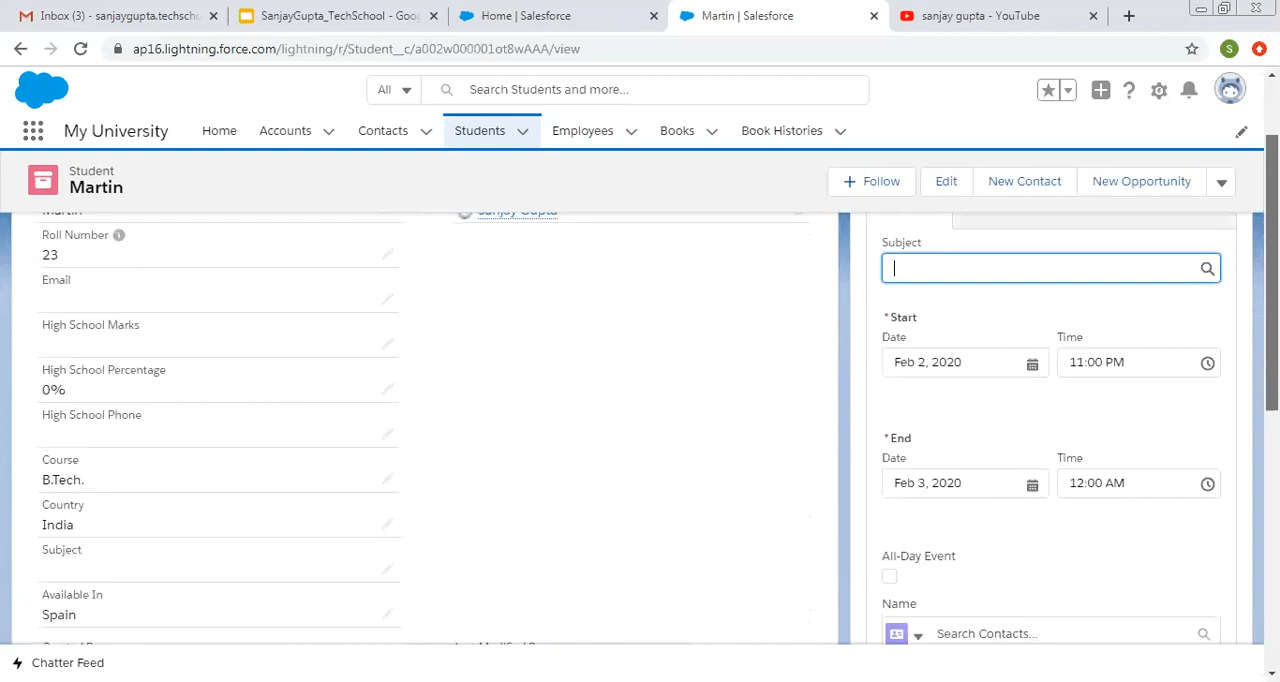 Inbox (3) - sanjaygupta.techscho
SanjayGupta_TechSchool - Goog
Home | Salesforce
Martin | Salesforce
sanjay gupta - YouTube
ap16.lightning.force.com/lightning/r/Student__c/a002w000001ot8wAAA/view
S
All
Search Students and more...
My University
Home
Accounts
Contacts
Students
Employees
Books
Book Histories
Student
Martin
Follow
Edit
New Contact
New Opportunity
Martin
Sanjay Gupta
Roll Number
23
Email
High School Marks
High School Percentage
0%
High School Phone
Course
B.Tech.
Country
India
Subject
Available In
Spain
Subject
*Start
Date
Time
Feb 2, 2020
11:00 PM
*End
Date
Time
Feb 3, 2020
12:00 AM
All-Day Event
Name
Search Contacts...
Chatter Feed